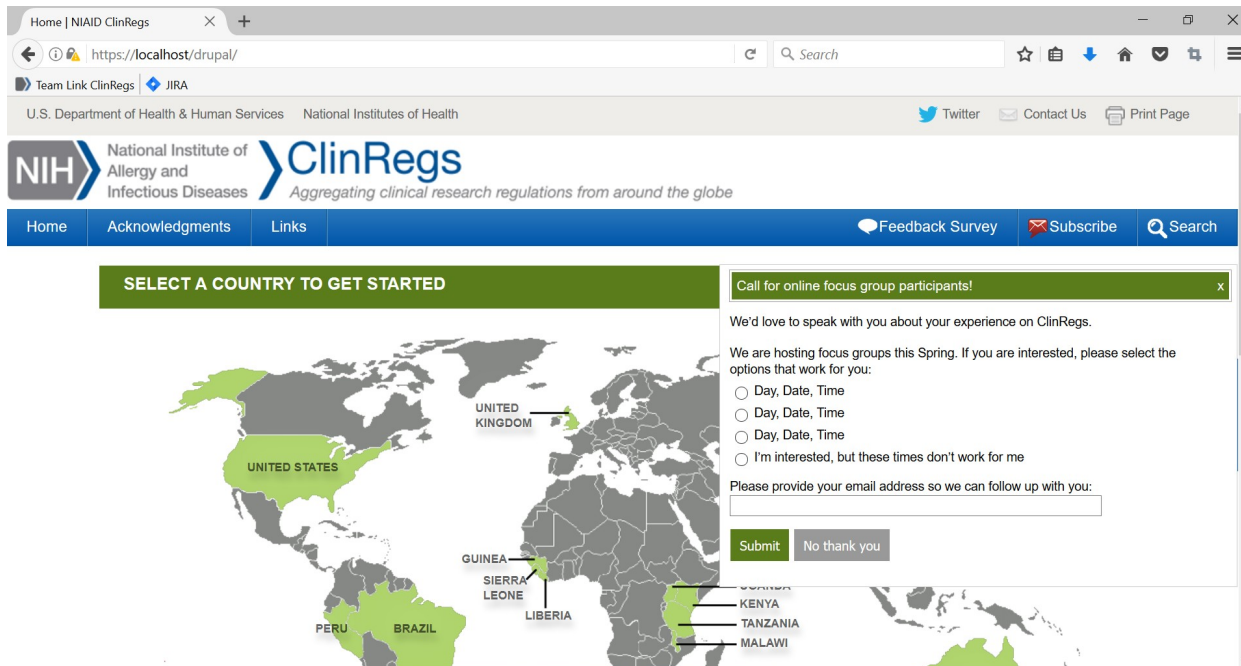 Home | NIAID ClinRegs
https://localhost/drupal/
Search
Team Link ClinRegs
JIRA
U.S. Department of Health & Human Services National Institutes of Health
Twitter Contact Us Print Page
NIH
National Institute of
Allergy and
Infectious Diseases
ClinRegs
Aggregating clinical research regulations from around the globe
Home Acknowledgments Links Feedback Survey Subscribe Search
SELECT A COUNTRY TO GET STARTED
Call for online focus group participants! x
We'd love to speak with you about your experience on ClinRegs.
We are hosting focus groups this Spring. If you are interested, please select the
options that work for you:
Day, Date, Time
Day, Date, Time
Day, Date, Time
I'm interested, but these times don't work for me
Please provide your email address so we can follow up with you:
Submit No thank you
UNITED
KINGDOM
UNITED STATES
GUINEA
SIERRA
LEONE
LIBERIA
PERU
BRAZIL
UGANDA
KENYA
TANZANIA
MALAWI